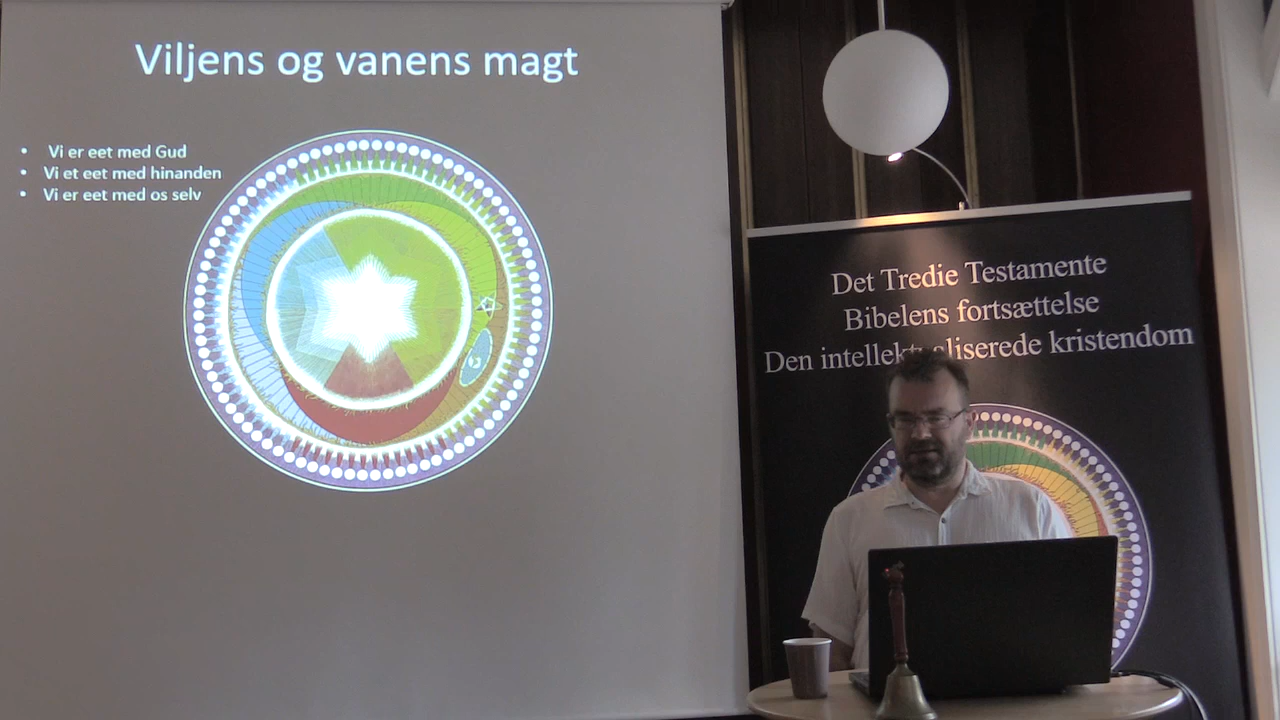 Viljens og vanens magt
• Vi er eet med Gud
• Vi et eet med hinanden
• Vi er eet med os selv
Det Tredie Testamente
Bibelens fortsættelse
Den intellektualiserede kristendom